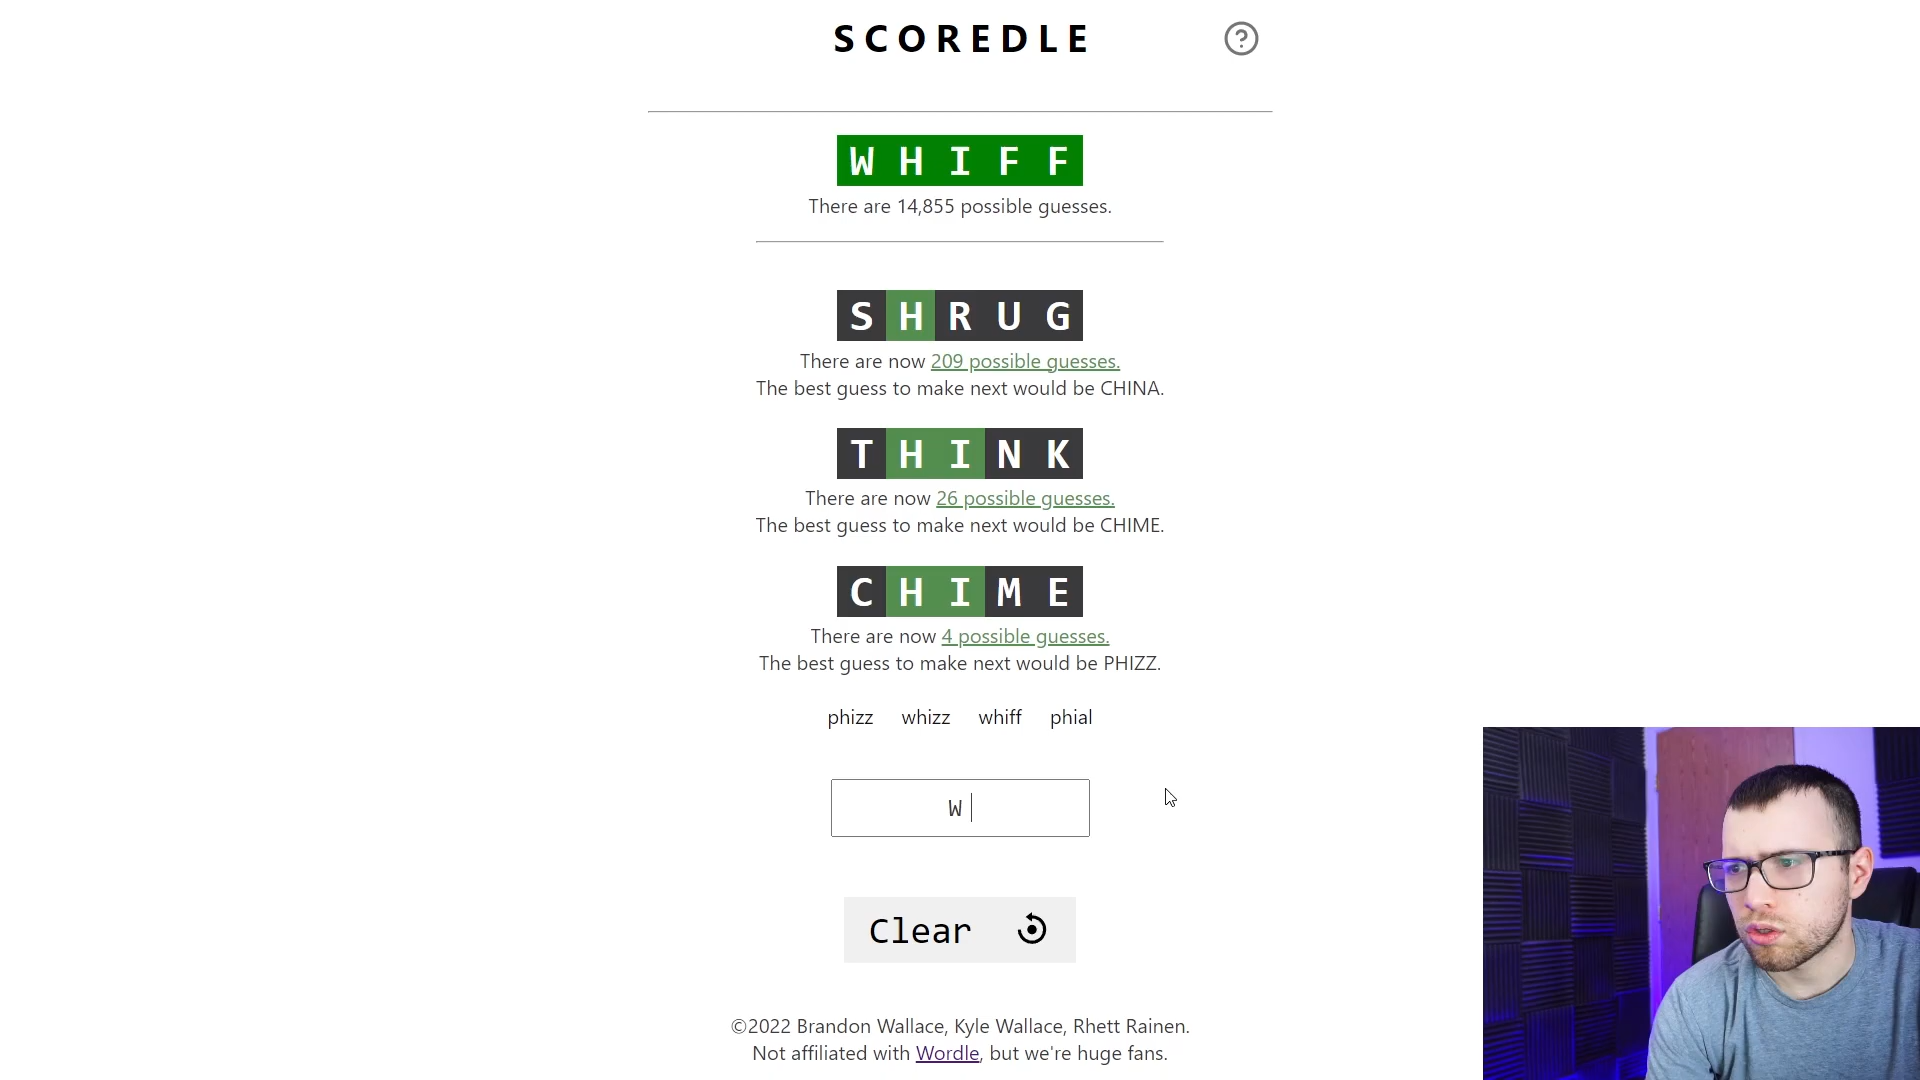 SCOREDLE
WHIFF
There are 14,855 possible guesses.
SHRUG
There are now 209 possible guesses.
The best guess to make next would be CHINA.
THINK
There are now 26 possible guesses.
The best guess to make next would be CHIME.
CHIME
There are now 4 possible guesses.
The best guess to make next would be PHIZZ.
phizz whizz whiff phial
W
Clear
©2022 Brandon Wallace, Kyle Wallace, Rhett Rainen.
Not affiliated with Wordle, but we're huge fans.